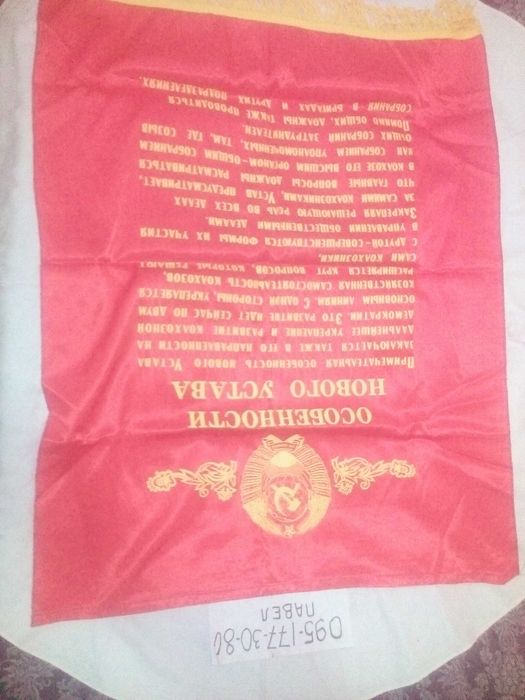 ОСОБЕННОСТИ
НОВОГО УСТАВА
Примечательная особенность нового Устава
заключается также в его направленности на
дальнейшее укрепление и развитие колхозной
демократии. Это развитие идет сейчас по двум
основным линиям. С одной стороны, укрепляется
хозяйственная самостоятельность колхозов,
расширяется круг вопросов, которые решают
сами колхозники.
с другой-совершенствуются формы их участия
в управлении общественными делами.
Закрепляя решающую роль во всех делах
за самими колхозниками, Устав предусматривает,
что главные вопросы должны рассматриваться
в колхозе его высшим органом-общим собранием
или собранием уполномоченных, там, где созыв
общих собраний затруднителен.
Помимо общих, должны также проводиться
собрания в бригадах и других подразделениях.
095-177-30-86
ПАВЕЛ